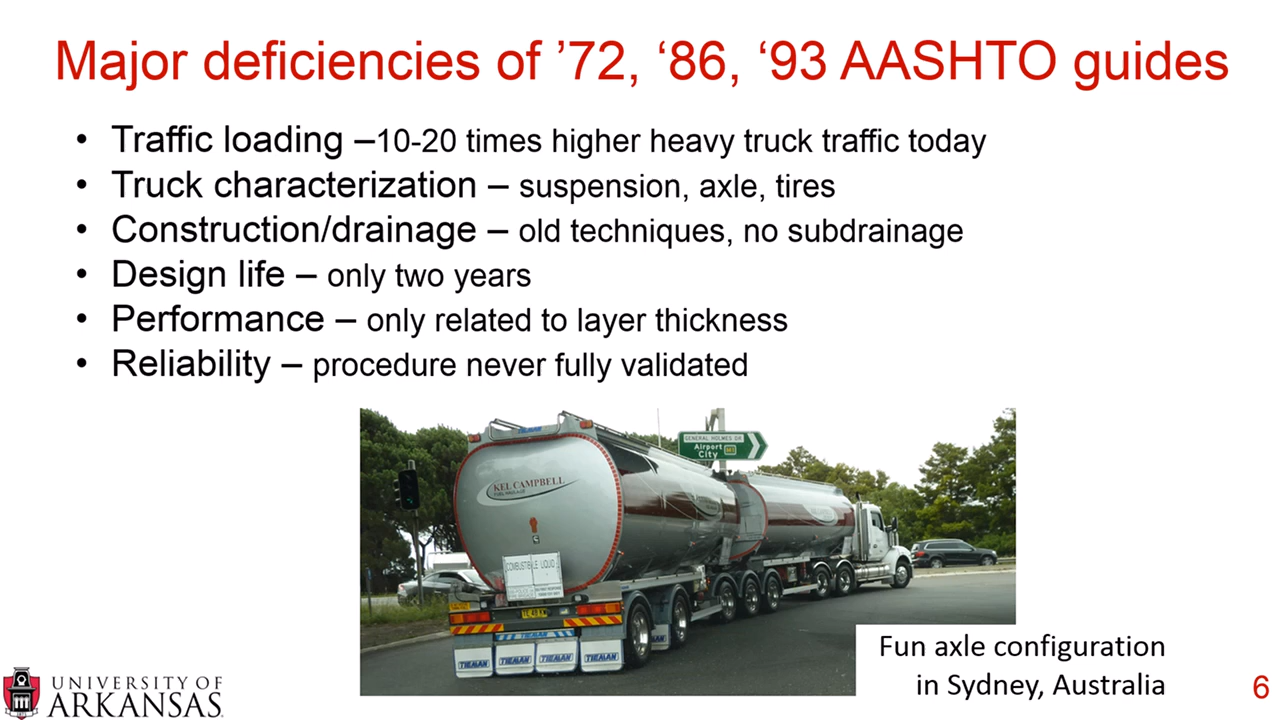 Major deficiencies of ’72, ‘86, ‘93 AASHTO guides
• Traffic loading –10-20 times higher heavy truck traffic today
• Truck characterization – suspension, axle, tires
• Construction/drainage – old techniques, no subdrainage
• Design life – only two years
• Performance – only related to layer thickness
• Reliability – procedure never fully validated
GENERAL HOLMES DR
Airport
City
KEL CAMPBELL
COMBUSTIBLE LIQUID
TIEMAN
TIEMAN TIEMAN TIEMAN TIEMAN
Fun axle configuration
in Sydney, Australia
UNIVERSITY OF
ARKANSAS
6